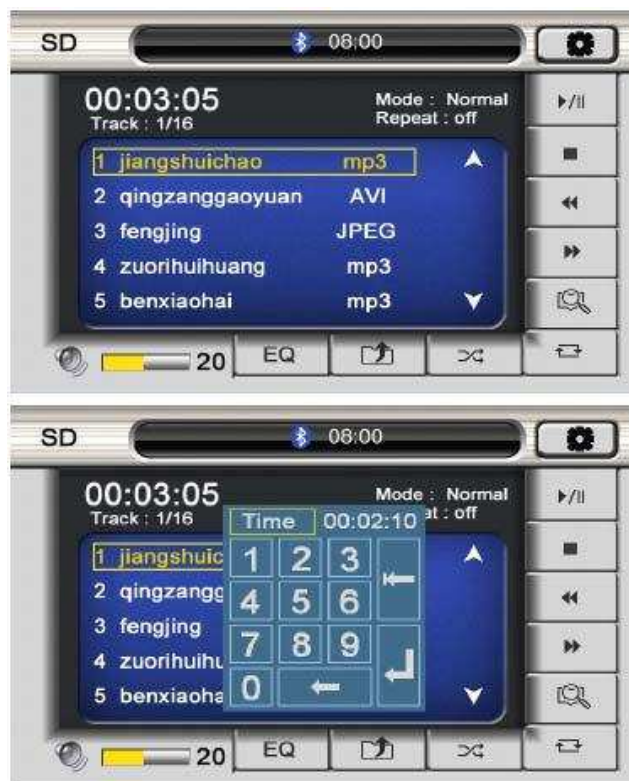 SD 08:00
00:03:05 Mode : Normal
Track : 1/16 Repeat : off
1 jiangshuichao mp3
2 qingzanggaoyuan AVI
3 fengjing JPEG
4 zuorihuihuang mp3
5 benxiaohai mp3
20 EQ
SD 08:00
00:03:05 Mode : Normal
Track : 1/16 at : off
Time 00:02:10
1 jiangshuic
2 qingzangg
3 fengjing
4 zuorihuihu
5 benxiaoha
1 2 3
4 5 6
7 8 9
0
20 EQ